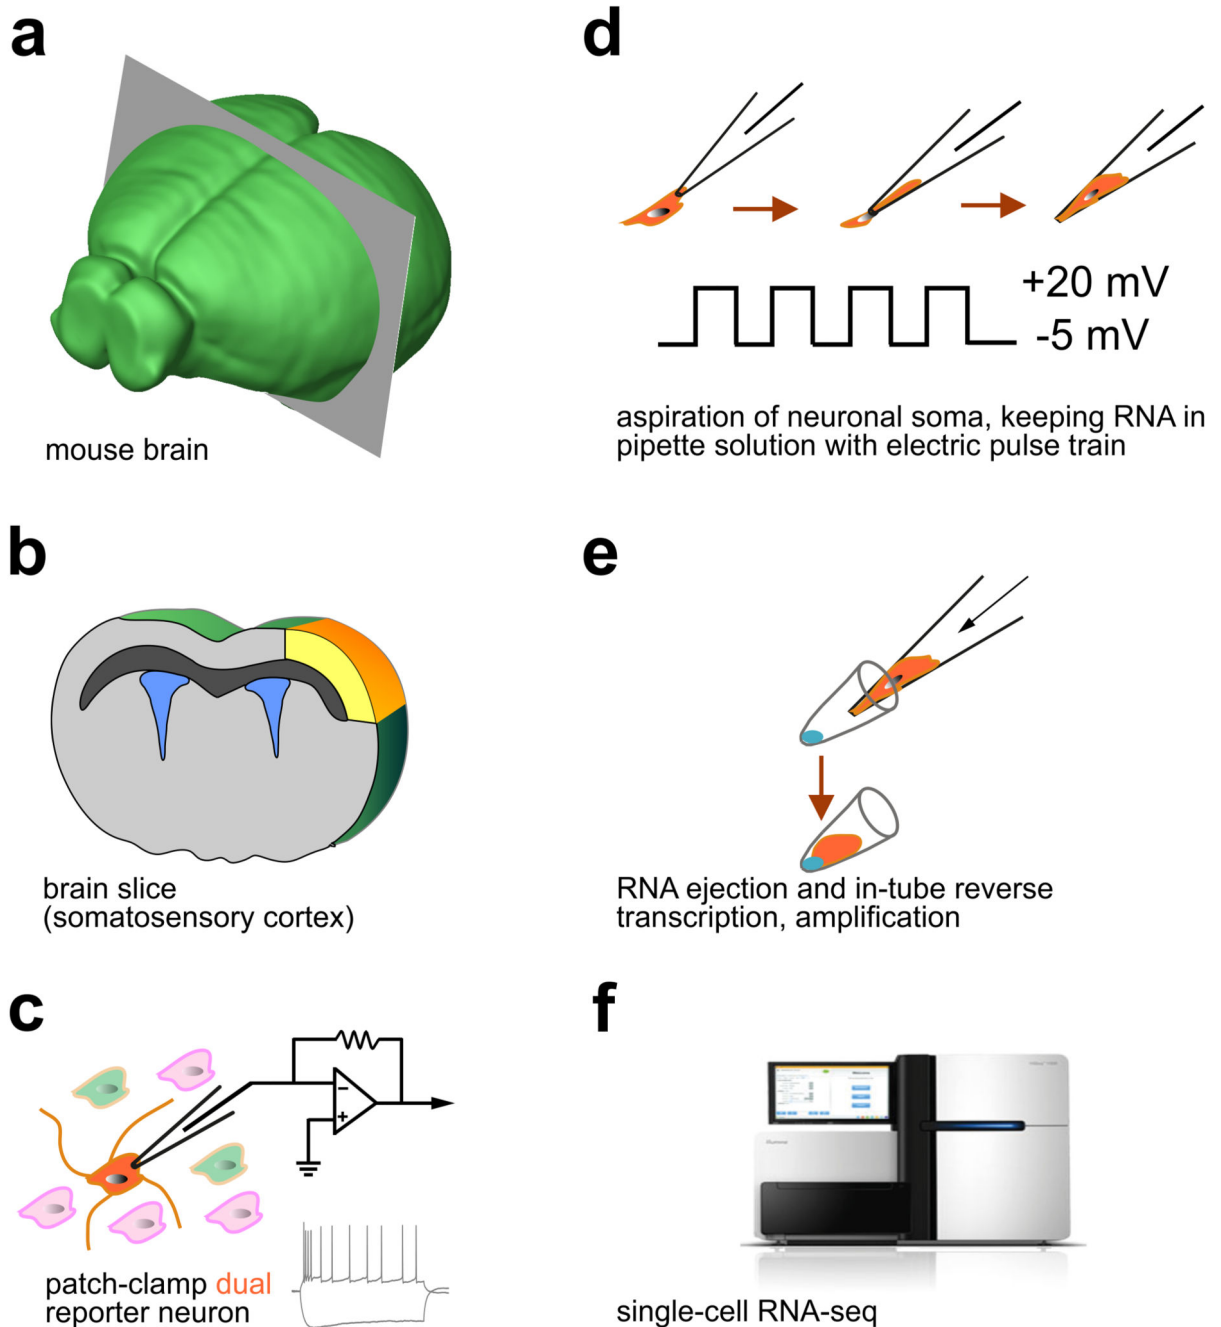 a
mouse brain
b
brain slice
(somatosensory cortex)
c
patch-clamp dual
reporter neuron
d
+20 mV
-5 mV
aspiration of neuronal soma, keeping RNA in
pipette solution with electric pulse train
e
RNA ejection and in-tube reverse
transcription, amplification
f
single-cell RNA-seq